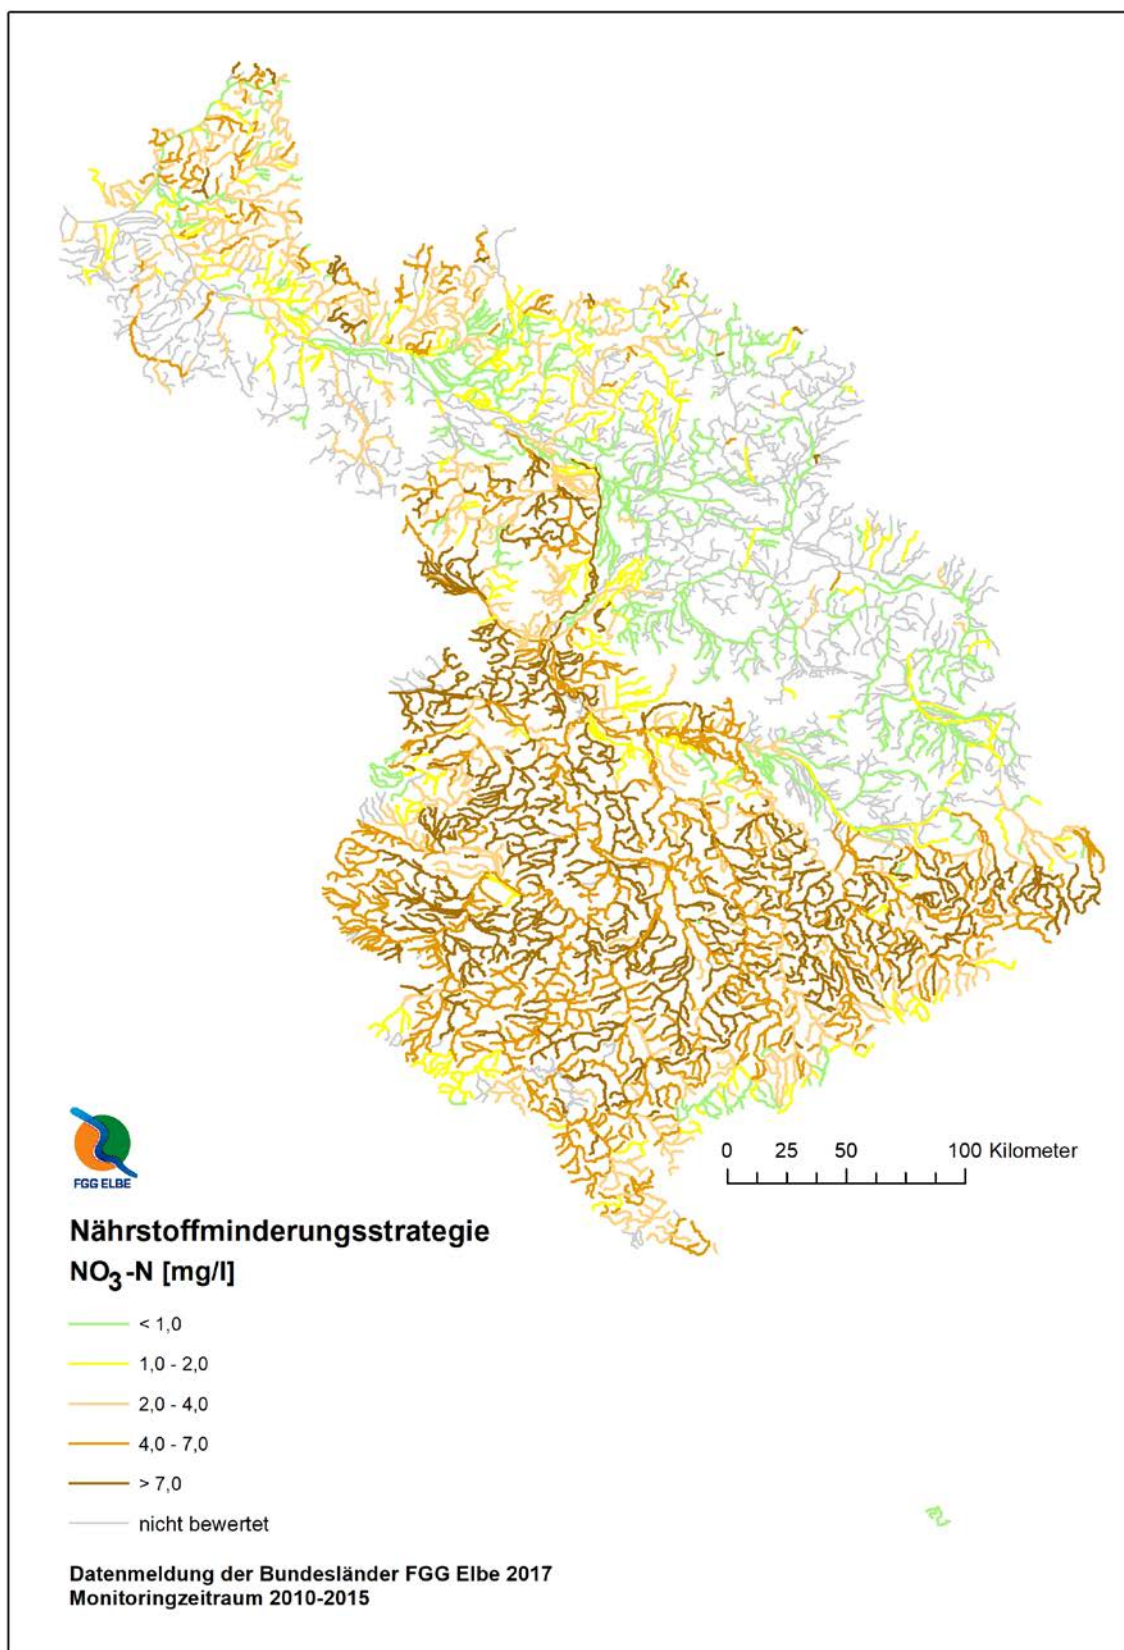 0 25 50 100 Kilometer
FGG ELBE
Nährstoffminderungsstrategie
NO3-N [mg/l]
< 1,0
1,0 - 2,0
2,0 - 4,0
4,0 - 7,0
> 7,0
nicht bewertet
Datenmeldung der Bundesländer FGG Elbe 2017
Monitoringzeitraum 2010-2015